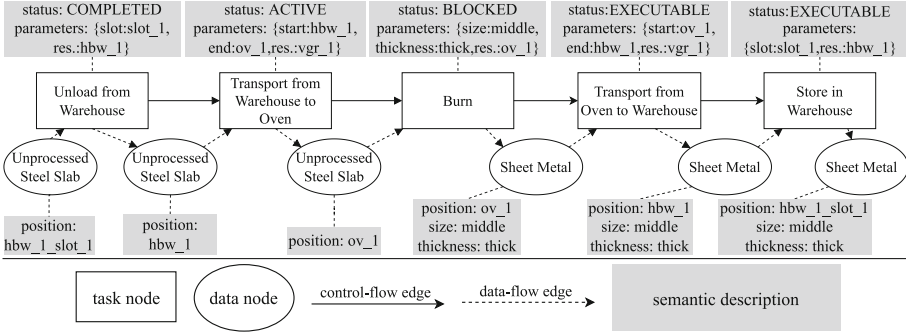 status: COMPLETED
parameters: {slot:slot_1,
res.:hbw_1}
status: ACTIVE
parameters: {start:hbw_1,
end:ov_1,res.:vgr_1}
status: BLOCKED
parameters: {size:middle,
thickness:thick,res.:ov_1}
status:EXECUTABLE
parameters: {start:ov_1,
end:hbw_1,res.:vgr_1}
status:EXECUTABLE
parameters:
{slot:slot_1,res.:hbw_1}
Unload from
Warehouse
Transport from
Warehouse to
Oven
Burn
Transport from
Oven to Warehouse
Store in
Warehouse
Unprocessed
Steel Slab
Unprocessed
Steel Slab
Unprocessed
Steel Slab
Sheet Metal
Sheet Metal
Sheet Metal
position:
hbw_1_slot_1
position:
hbw_1
position: ov_1
position: ov_1
size: middle
thickness: thick
position: hbw_1
size: middle
thickness: thick
position: hbw_1_slot_1
size: middle
thickness: thick
task node
data node
control-flow edge
data-flow edge
semantic description